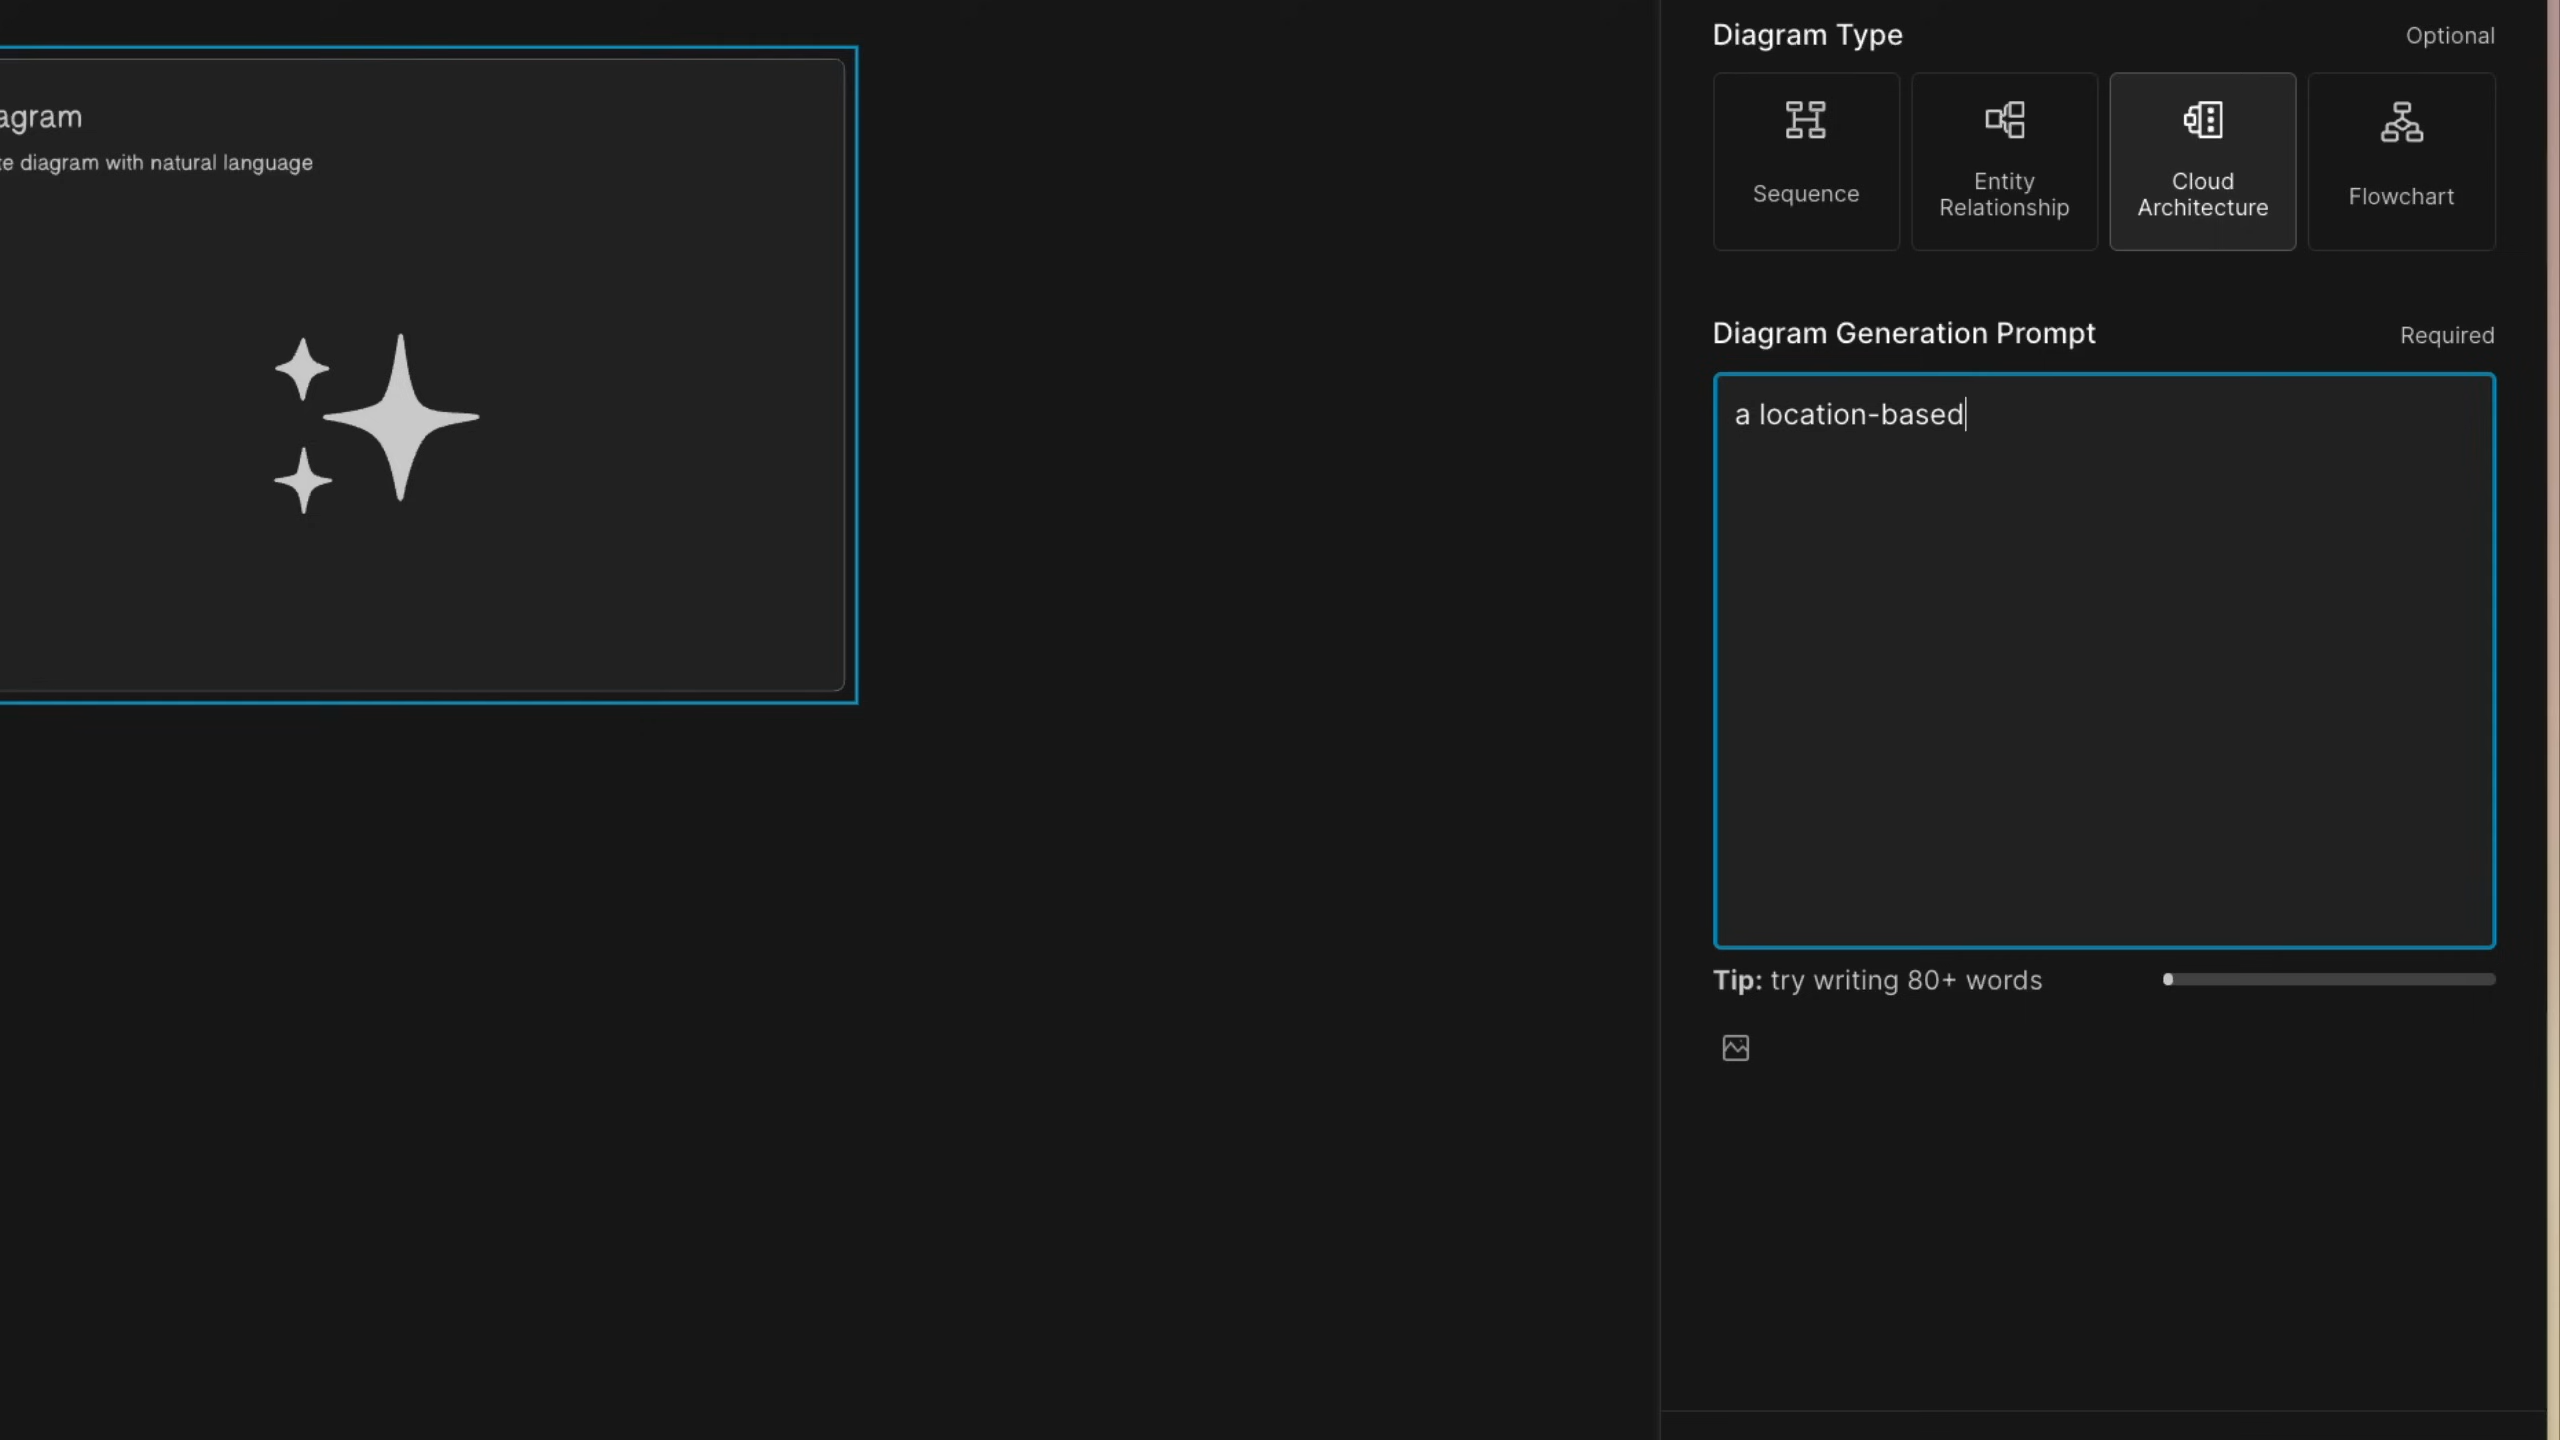 agram
te diagram with natural language
Diagram Type
Optional
Sequence
Entity
Relationship
Cloud
Architecture
Flowchart
Diagram Generation Prompt
Required
a location-based
Tip: try writing 80+ words